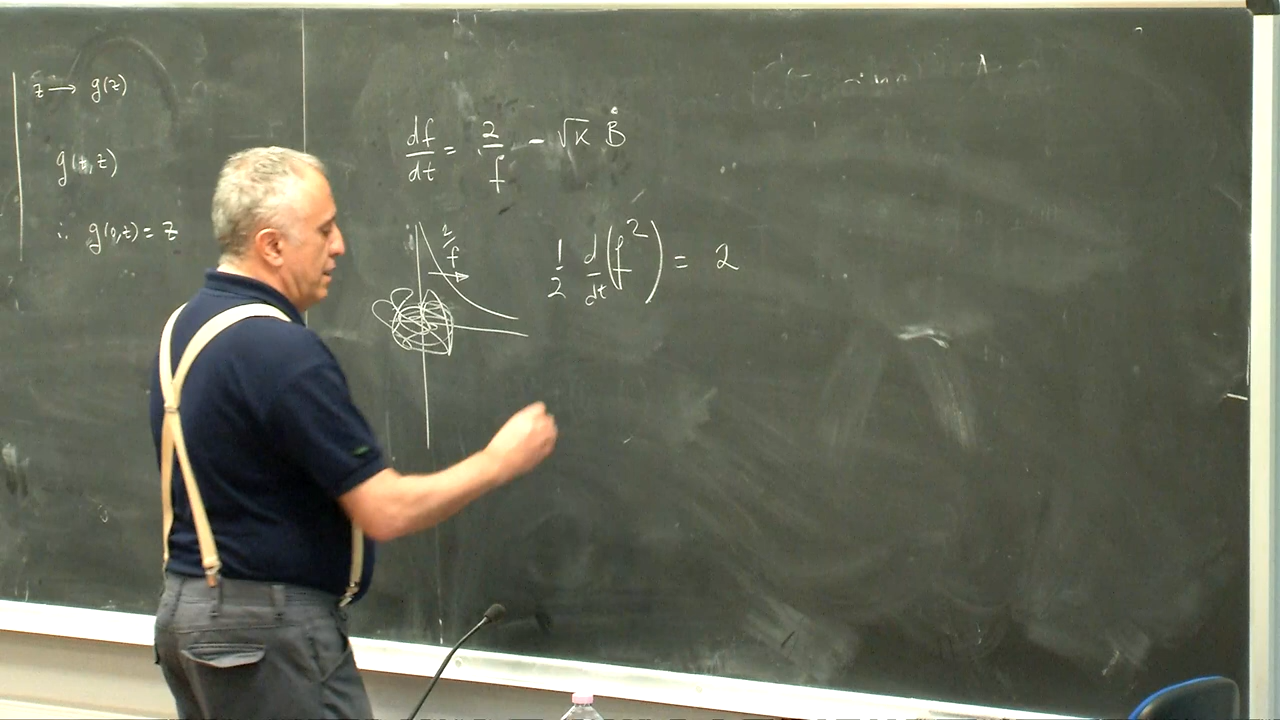 z → g(z)
g(t,z)
∴ g(0,z) = z
df/dt = 2/f - √K Ḃ
2/f
1/2 d/dt (f²) = 2